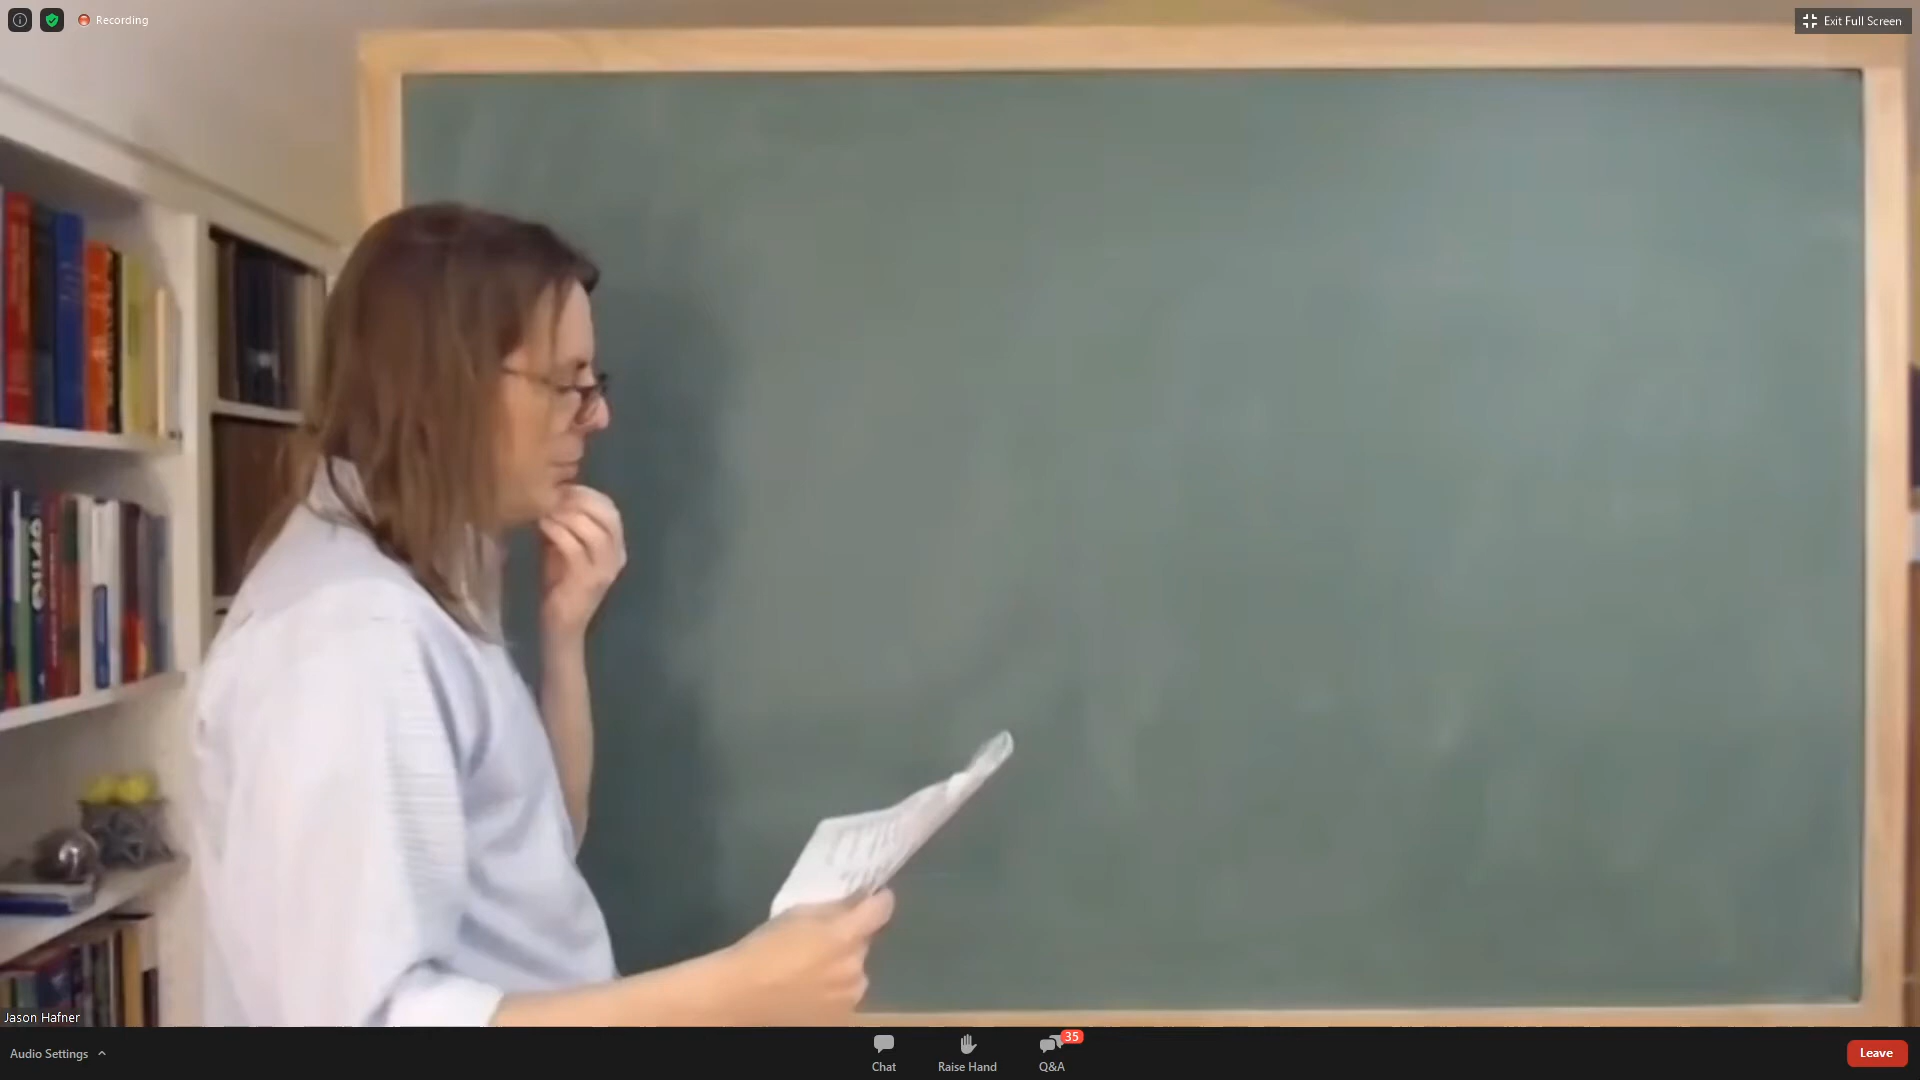 Recording
Exit Full Screen
Jason Hafner
Audio Settings
Chat
Raise Hand
35
Q&A
Leave